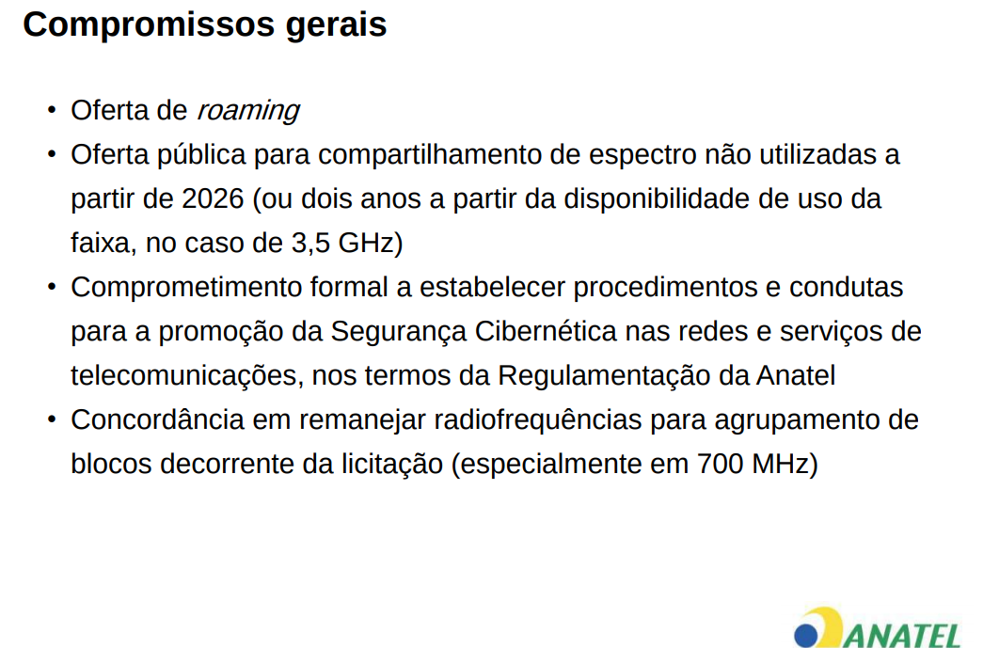 Compromissos gerais
• Oferta de roaming
• Oferta pública para compartilhamento de espectro não utilizadas a
partir de 2026 (ou dois anos a partir da disponibilidade de uso da
faixa, no caso de 3,5 GHz)
• Comprometimento formal a estabelecer procedimentos e condutas
para a promoção da Segurança Cibernética nas redes e serviços de
telecomunicações, nos termos da Regulamentação da Anatel
• Concordância em remanejar radiofrequências para agrupamento de
blocos decorrente da licitação (especialmente em 700 MHz)
ANATEL